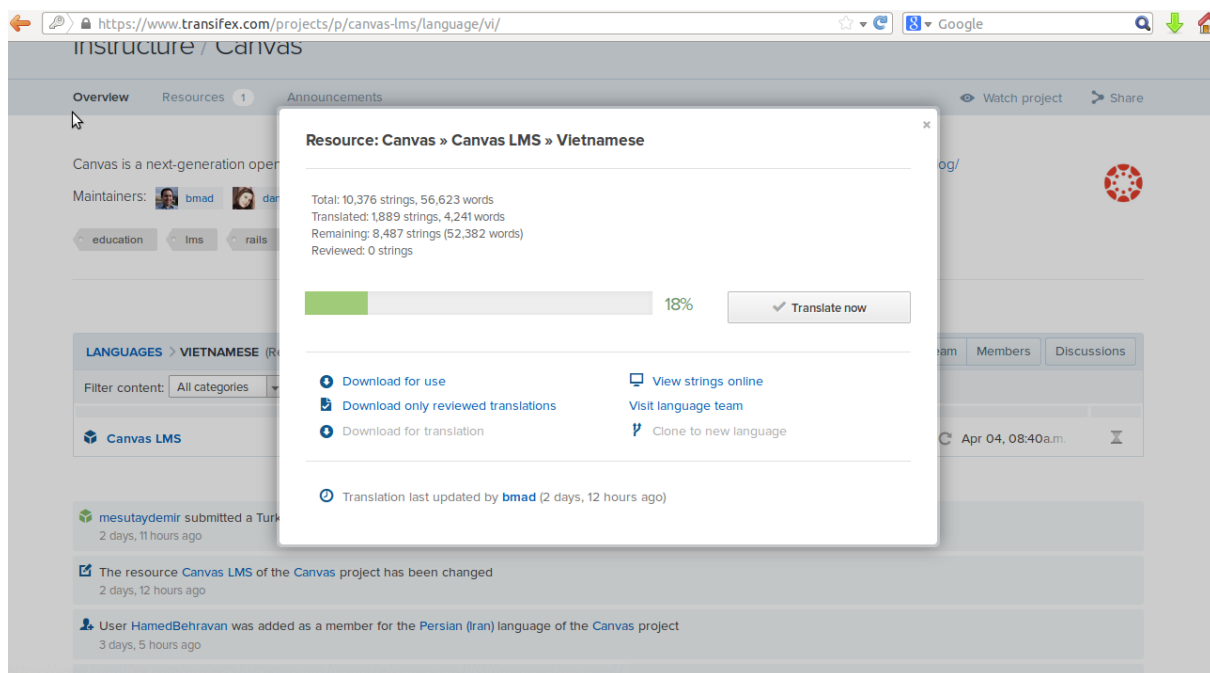 https://www.transifex.com/projects/p/canvas-lms/language/vi/ Google
Instructure / Canvas
Overview Resources 1 Announcements Watch project Share
Resource: Canvas » Canvas LMS » Vietnamese ×
Canvas is a next-generation open og/
Maintainers: bmad dan
education lms rails
Total: 10,376 strings, 56,623 words
Translated: 1,889 strings, 4,241 words
Remaining: 8,487 strings (52,382 words)
Reviewed: 0 strings
18% Translate now
LANGUAGES > VIETNAMESE (Re eam Members Discussions
Filter content: All categories
Download for use View strings online
Download only reviewed translations Visit language team
Download for translation Clone to new language
Canvas LMS Apr 04, 08:40a.m.
Translation last updated by bmad (2 days, 12 hours ago)
mesutaydemir submitted a Turk
2 days, 11 hours ago
The resource Canvas LMS of the Canvas project has been changed
2 days, 12 hours ago
User HamedBehravan was added as a member for the Persian (Iran) language of the Canvas project
3 days, 5 hours ago